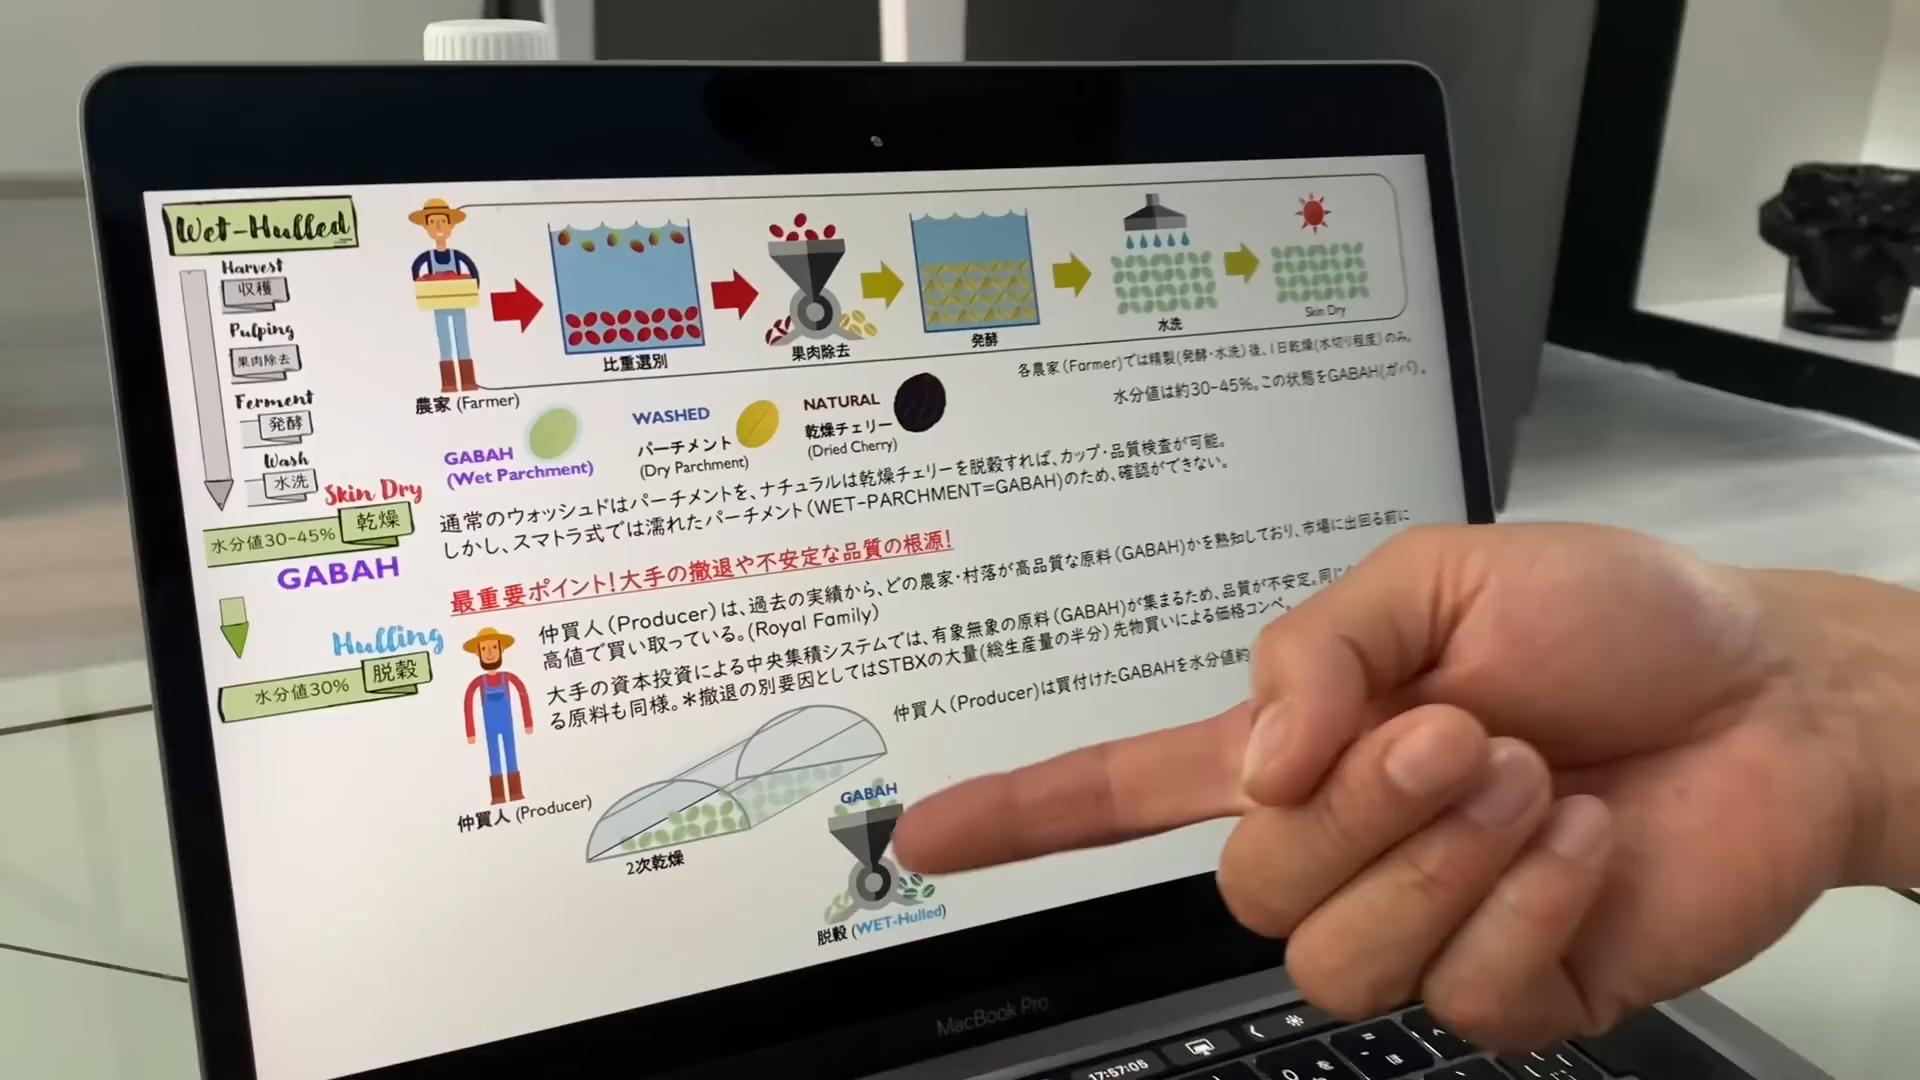 Wet-Hulled
Harvest
収穫
Pulping
果肉除去
Ferment
発酵
Wash
水洗
Skin Dry
水分値30-45%
乾燥
GABAH
Hulling
水分値30%
脱穀
農家 (Farmer)
比重選別
果肉除去
発酵
水洗
Skin Dry
各農家(Farmer)では精製(発酵・水洗)後、1日乾燥(水切り程度)のみ。
水分値は約30-45%。この状態をGABAH(ガバ)。
GABAH
(Wet Parchment)
WASHED
パーチメント
(Dry Parchment)
NATURAL
乾燥チェリー
(Dried Cherry)
通常のウォッシュドはパーチメントを、ナチュラルは乾燥チェリーを脱穀すれば、カップ・品質検査が可能。
しかし、スマトラ式では濡れたパーチメント(WET-PARCHMENT=GABAH)のため、確認ができない。
最重要ポイント!大手の撤退や不安定な品質の根源!
仲買人(Producer)は、過去の実績から、どの農家・村落が高品質な原料(GABAH)かを熟知しており、市場に出回る前に
高値で買い取っている。(Royal Family)
大手の資本投資による中央集積システムでは、有象無象の原料(GABAH)が集まるため、品質が不安定。同じ
る原料も同様。*撤退の別要因としてはSTBXの大量(総生産量の半分)先物買いによる価格コンペ。
仲買人(Producer)は買付けたGABAHを水分値約
仲買人 (Producer)
2次乾燥
GABAH
脱穀 (WET-Hulled)
MacBook Pro
17:57:05